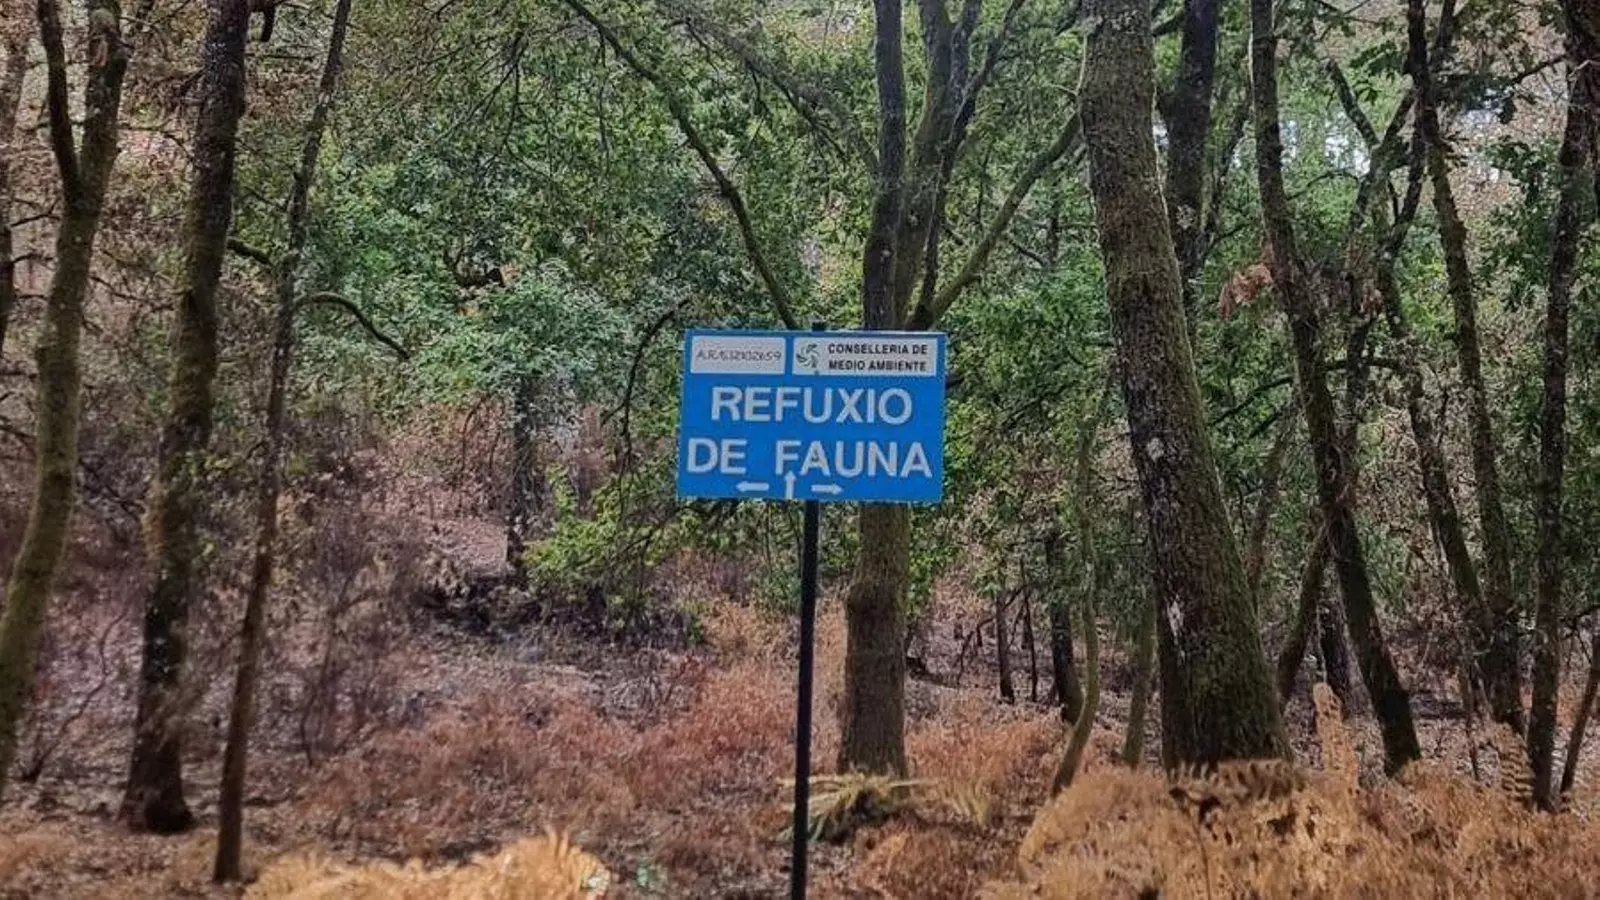 CONSELLERIA DE
MEDIO AMBIENTE
REFUXIO
DE FAUNA